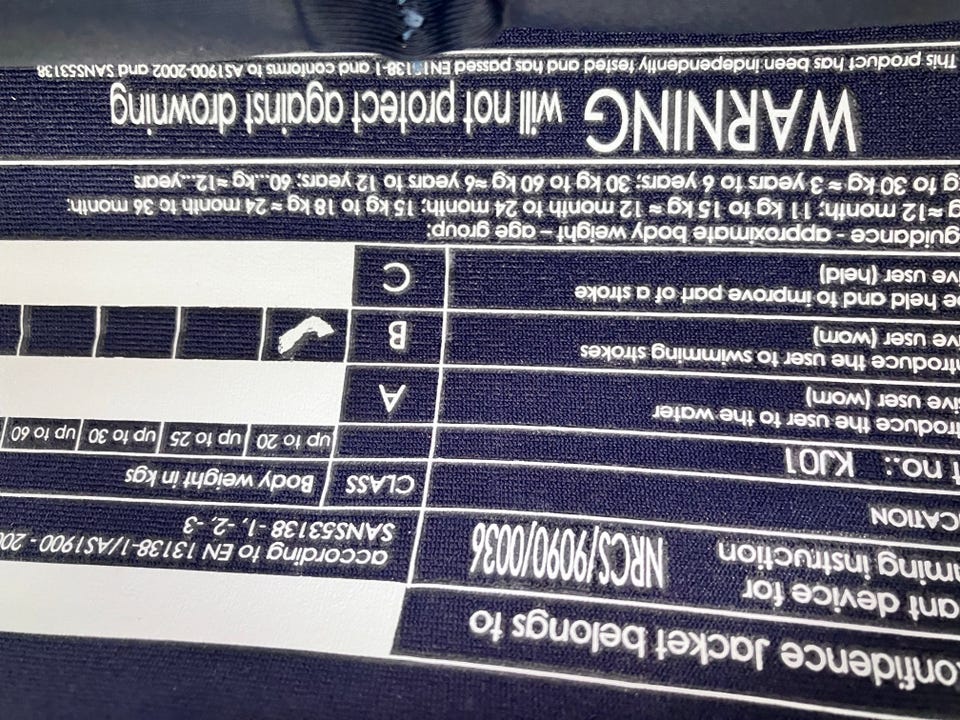 onfidence Jacket belongs to
ant device for
ming instruction
NRCS/9090/0036
according to EN 13138-1/AS1900 - 200
SANS53138 -1, -2, -3
CATION
CLASS Body weight in kgs
no.: KJ01
up to 20 up to 25 up to 30 up to 60
ntroduce the user to the water
sive user (worn)
A
ntroduce the user to swimming strokes
ive user (worn)
B
be held and to improve part of a stroke
ive user (held)
C
guidance - approximate body weight – age group:
g ≈12 month; 11 kg to 15 kg ≈ 12 month to 24 month; 15 kg to 18 kg ≈ 24 month to 36 month;
g to 30 kg ≈ 3 years to 6 years; 30 kg to 60 kg ≈6 years to 12 years; 60...kg ≈12...years
WARNING will not protect against drowning
This product has been independently tested and has passed EN13138-1 and conforms to AS1900-2002 and SANS53138